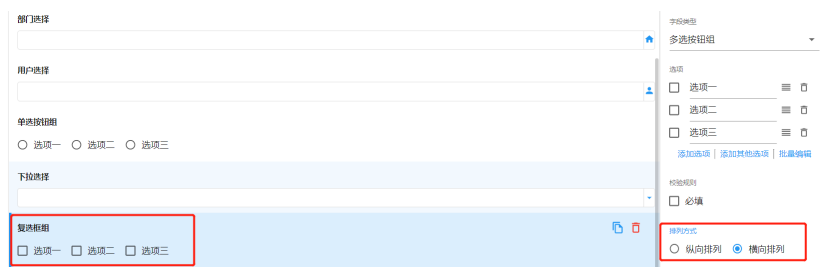 部门选择
用户选择
单选按钮组
选项一 选项二 选项三
下拉选择
复选框组
选项一 选项二 选项三
字段类型
多选按钮组
选项
选项一
选项二
选项三
添加选项 | 添加其他选项 | 批量编辑
校验规则
必填
排列方式
纵向排列 横向排列